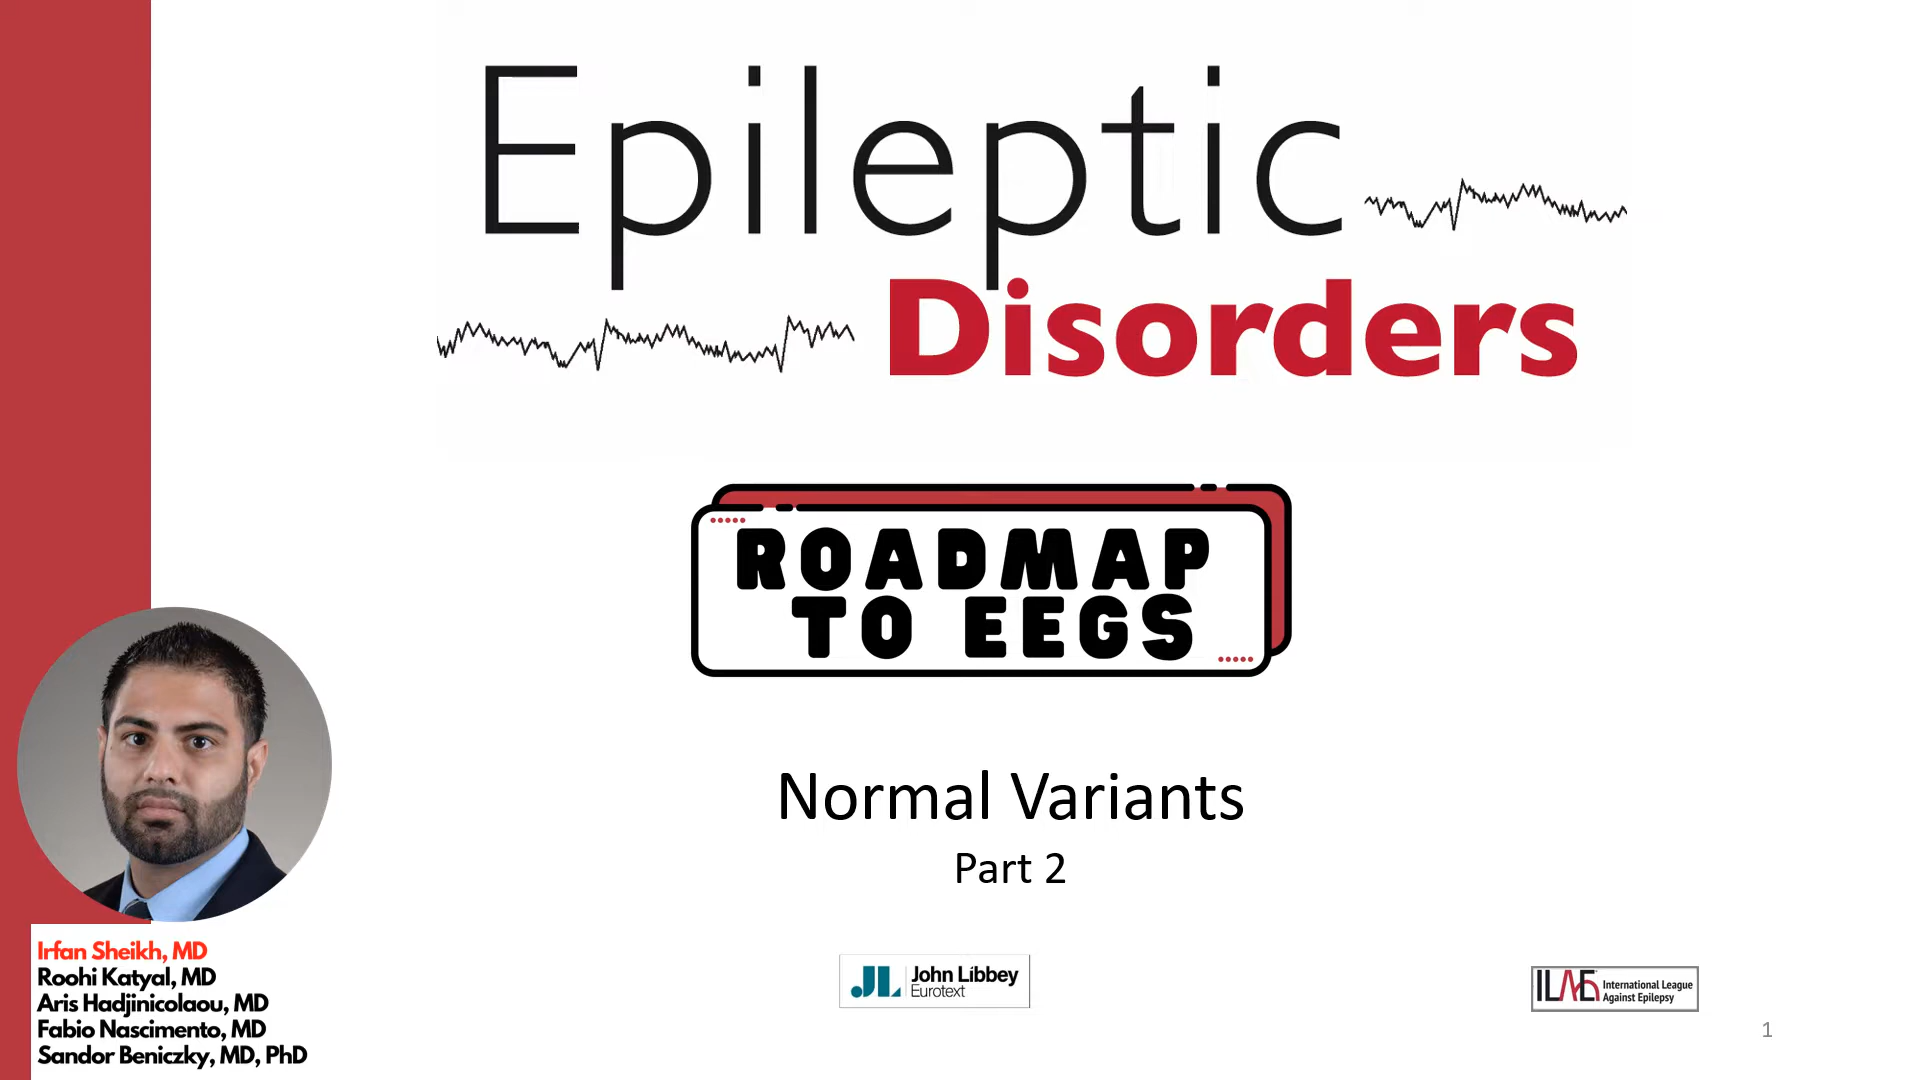 Epileptic
Disorders
ROADMAP
TO EEGS
Normal Variants
Part 2
Irfan Sheikh, MD
Roohi Katyal, MD
Aris Hadjinicolaou, MD
Fabio Nascimento, MD
Sandor Beniczky, MD, PhD
JL John Libbey
Eurotext
ILAE International League
Against Epilepsy
1